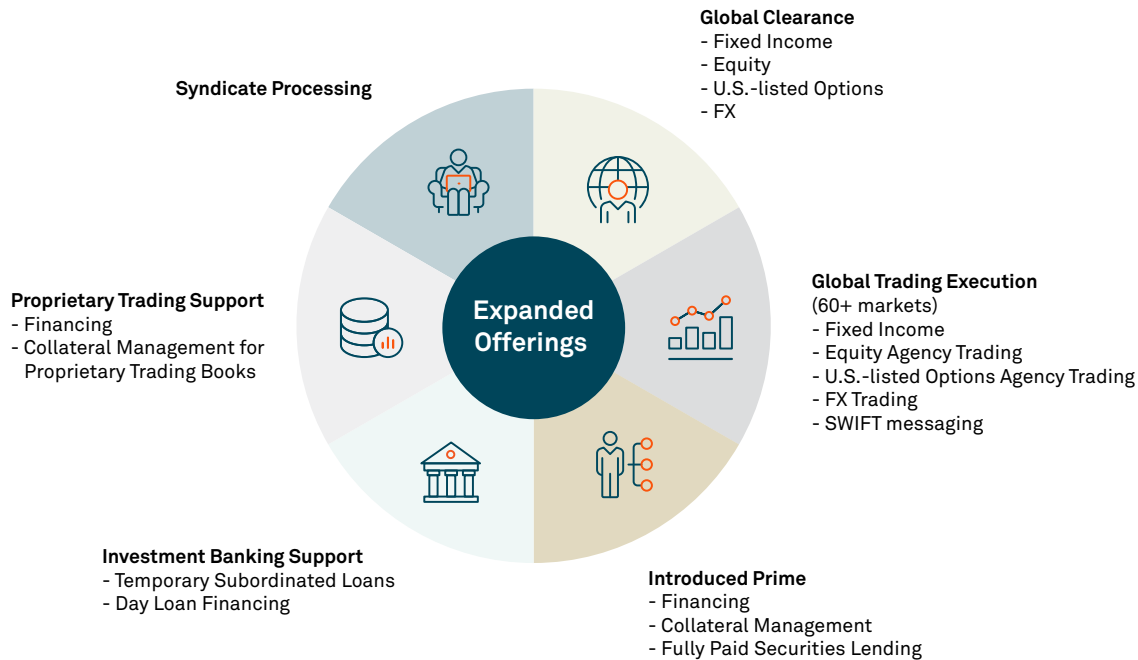 Global Clearance
- Fixed Income
- Equity
- U.S.-listed Options
- FX
Syndicate Processing
Global Trading Execution
(60+ markets)
- Fixed Income
- Equity Agency Trading
- U.S.-listed Options Agency Trading
- FX Trading
- SWIFT messaging
Proprietary Trading Support
- Financing
- Collateral Management for
Proprietary Trading Books
Expanded
Offerings
Investment Banking Support
- Temporary Subordinated Loans
- Day Loan Financing
Introduced Prime
- Financing
- Collateral Management
- Fully Paid Securities Lending